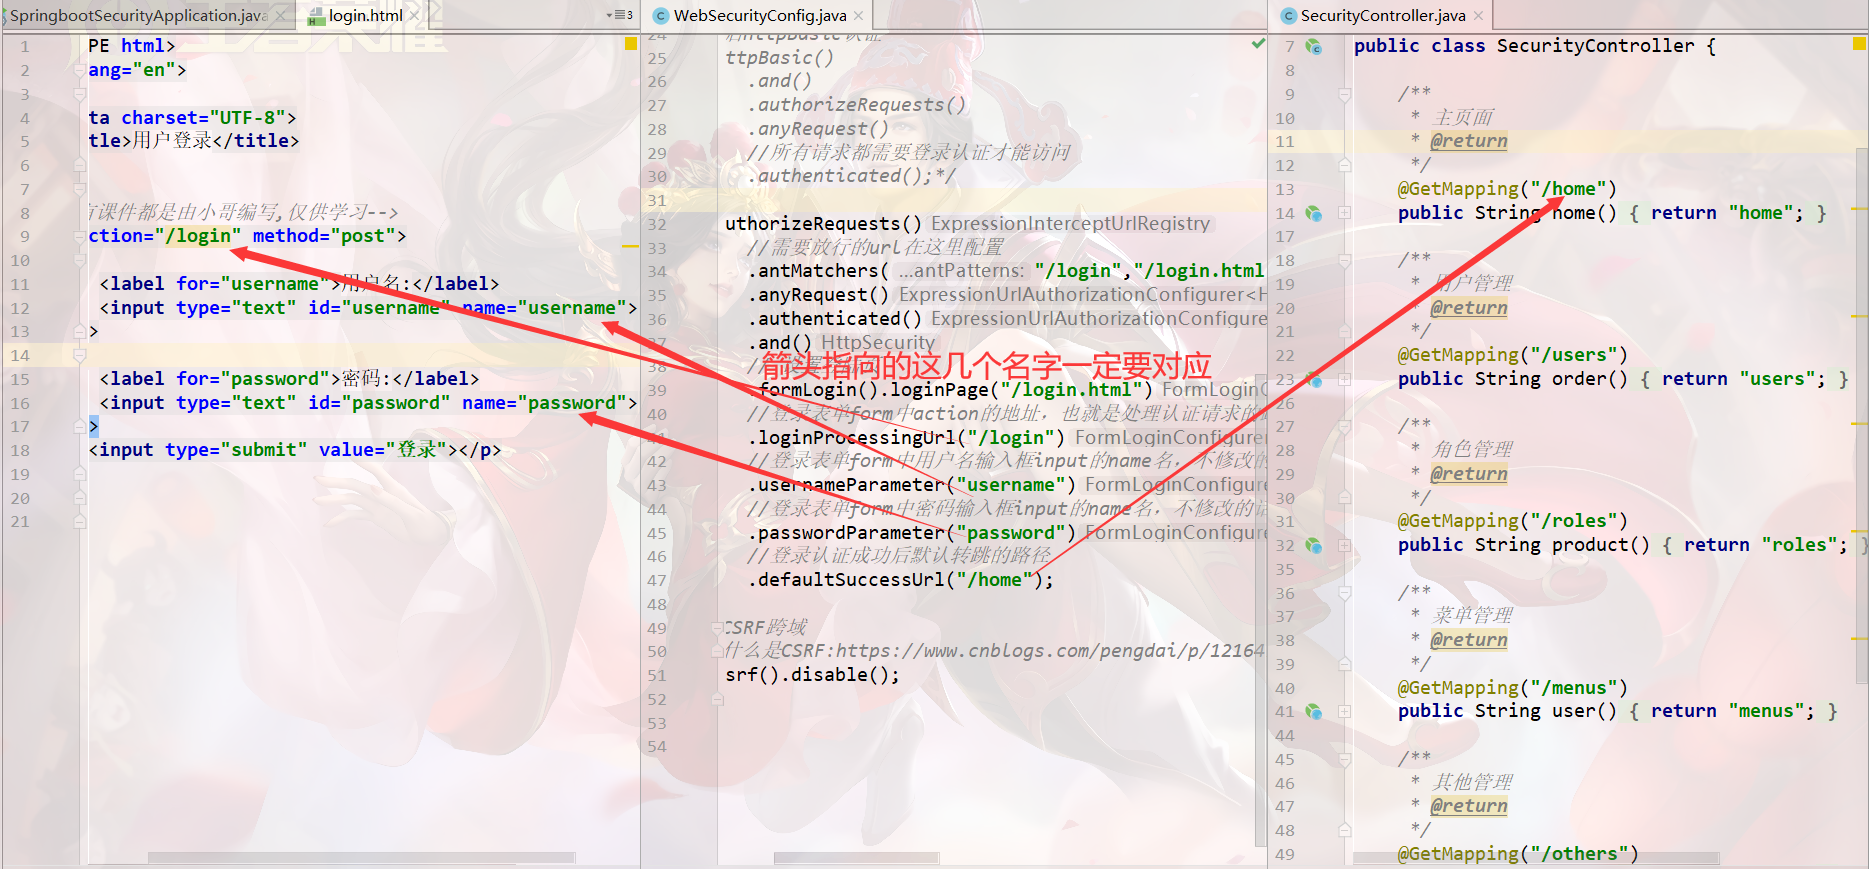 SpringbootSecurityApplication.java
login.html
3
WebSecurityConfig.java
SecurityController.java
1 PE html>
2 ang="en">
3
4 ta charset="UTF-8">
5 tle>用户登录</title>
6
7
8 有课件都是由小哥编写,仅供学习-->
9 ction="/login" method="post">
10
11 <label for="username">用户名:</label>
12 <input type="text" id="username" name="username">
13 >
14
15 <label for="password">密码:</label>
16 <input type="text" id="password" name="password">
17 >
18 <input type="submit" value="登录"></p>
19
20
21
24 启httpBasic认证
25 ttpBasic()
26 .and()
27 .authorizeRequests()
28 .anyRequest()
29 //所有请求都需要登录认证才能访问
30 .authenticated();*/
31
32 uthorizeRequests() ExpressionInterceptUrlRegistry
33 //需要放行的url在这里配置
34 .antMatchers( ...antPatterns: "/login","/login.html
35 .anyRequest() ExpressionUrlAuthorizationConfigurer<H
36 .authenticated() ExpressionUrlAuthorizationConfigure
37 .and() HttpSecurity
38 //设置
箭头指向的这几个名字一定要对应
39 .formLogin().loginPage("/login.html") FormLoginC
40 //登录表单form中action的地址，也就是处理认证请求的
41 .loginProcessingUrl("/login") FormLoginConfigurer
42 //登录表单form中用户名输入框input的name名，不修改的
43 .usernameParameter("username") FormLoginConfigure
44 //登录表单form中密码输入框input的name名，不修改的
45 .passwordParameter("password") FormLoginConfigure
46 //登录认证成功后默认转跳的路径
47 .defaultSuccessUrl("/home");
48
49 CSRF跨域
50 什么是CSRF:https://www.cnblogs.com/pengdai/p/12164
51 srf().disable();
52
53
54
7 public class SecurityController {
8
9 /**
10 * 主页面
11 * @return
12 */
13 @GetMapping("/home")
14 public String home() { return "home"; }
17
18 /**
19 * 用户管理
20 * @return
21 */
22 @GetMapping("/users")
23 public String order() { return "users"; }
26
27 /**
28 * 角色管理
29 * @return
30 */
31 @GetMapping("/roles")
32 public String product() { return "roles"; }
35
36 /**
37 * 菜单管理
38 * @return
39 */
40 @GetMapping("/menus")
41 public String user() { return "menus"; }
44
45 /**
46 * 其他管理
47 * @return
48 */
49 @GetMapping("/others")